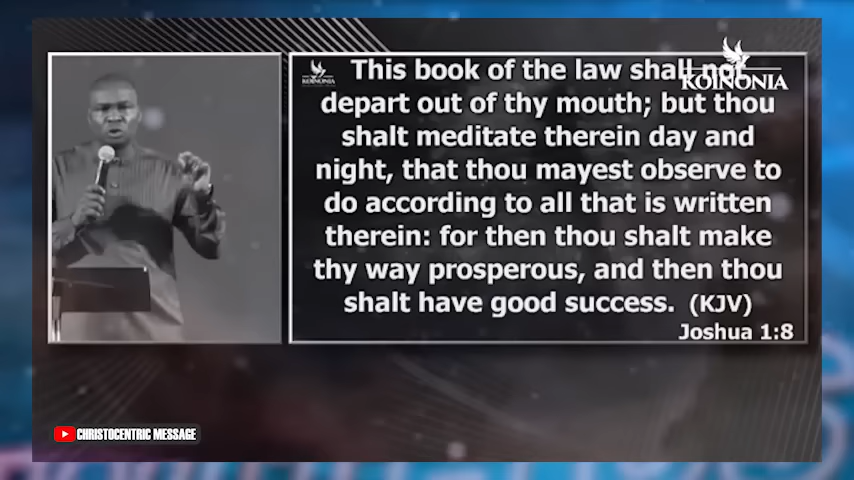 This book of the law shall not
KOINONIA
KOINONIA
depart out of thy mouth; but thou
shalt meditate therein day and
night, that thou mayest observe to
do according to all that is written
therein: for then thou shalt make
thy way prosperous, and then thou
shalt have good success. (KJV)
Joshua 1:8
CHRISTOCENTRIC MESSAGE